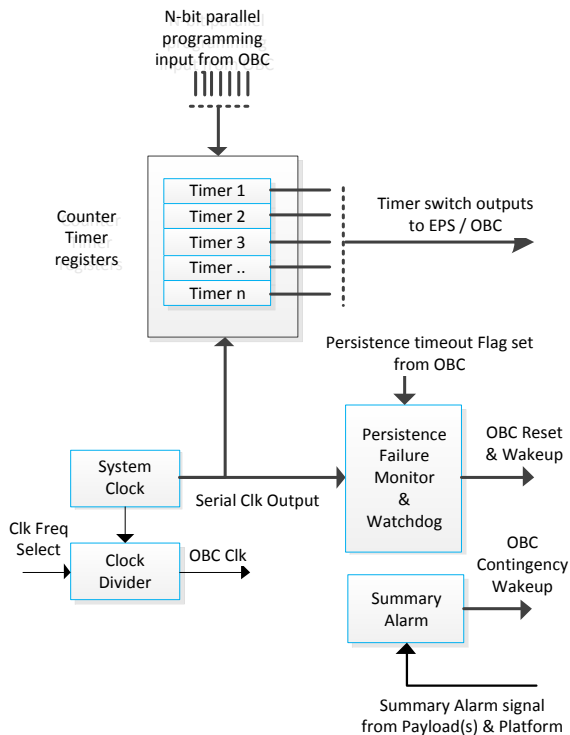 N-bit parallel
programming
input from OBC
Counter
Timer
registers
Timer 1
Timer 2
Timer 3
Timer ..
Timer n
Timer switch outputs
to EPS / OBC
Persistence timeout Flag set
from OBC
System
Clock
Serial Clk Output
Persistence
Failure
Monitor
&
Watchdog
OBC Reset
& Wakeup
Clk Freq
Select
Clock
Divider
OBC Clk
OBC
Contingency
Wakeup
Summary
Alarm
Summary Alarm signal
from Payload(s) & Platform